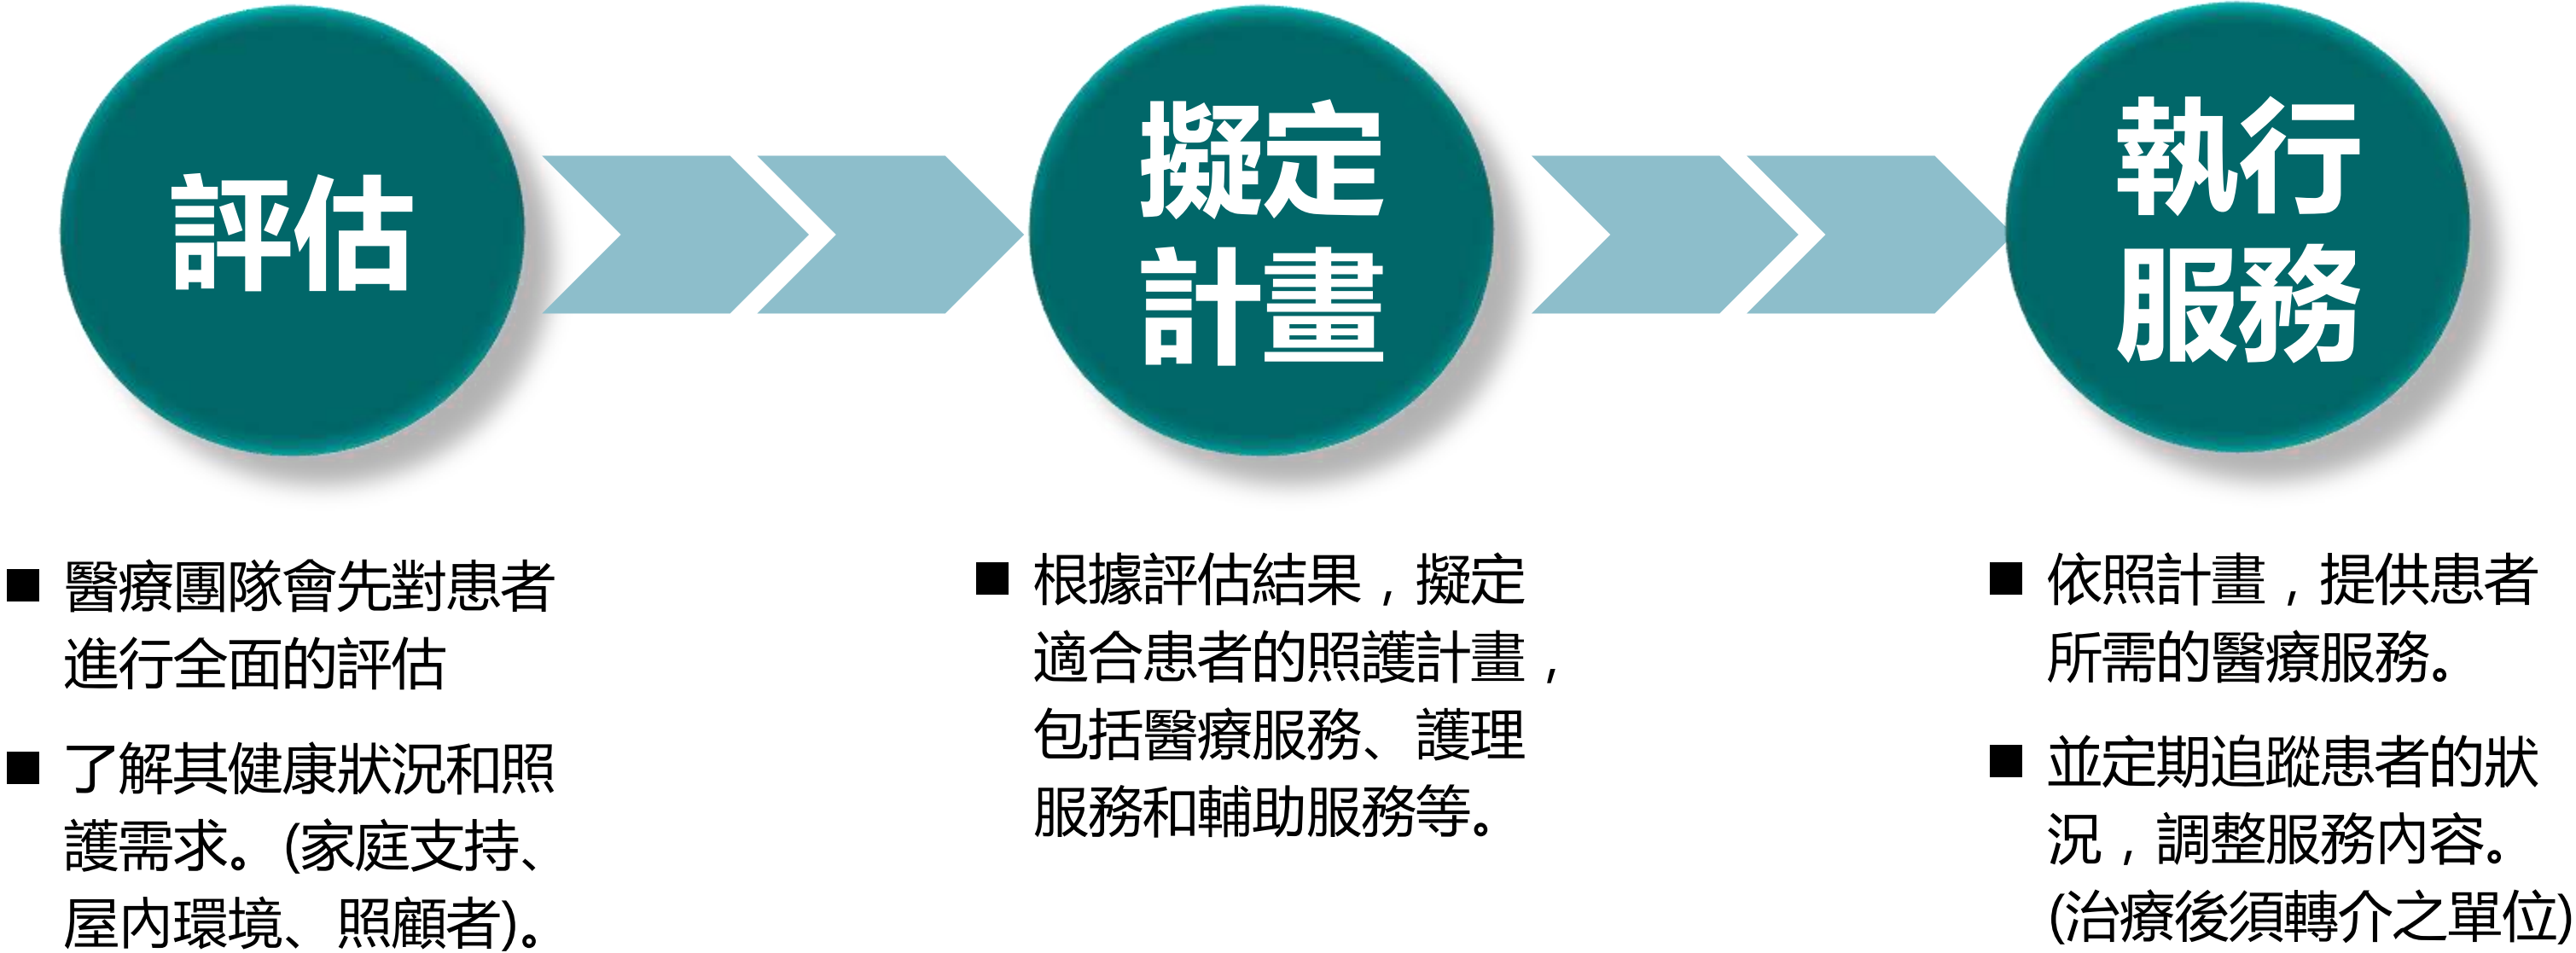 評估
■ 醫療團隊會先對患者
進行全面的評估
■ 了解其健康狀況和照
護需求。(家庭支持、
屋內環境、照顧者)。
擬定
計畫
■ 根據評估結果，擬定
適合患者的照護計畫，
包括醫療服務、護理
服務和輔助服務等。
執行
服務
■ 依照計畫，提供患者
所需的醫療服務。
■ 並定期追蹤患者的狀
況，調整服務內容。
(治療後須轉介之單位)